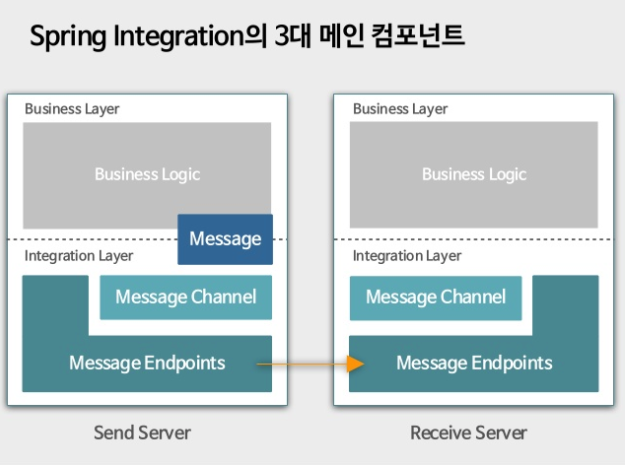 Spring Integration의 3대 메인 컴포넌트
Business Layer
Business Logic
Message
Integration Layer
Message Channel
Message Endpoints
Send Server
Business Layer
Business Logic
Integration Layer
Message Channel
Message Endpoints
Receive Server